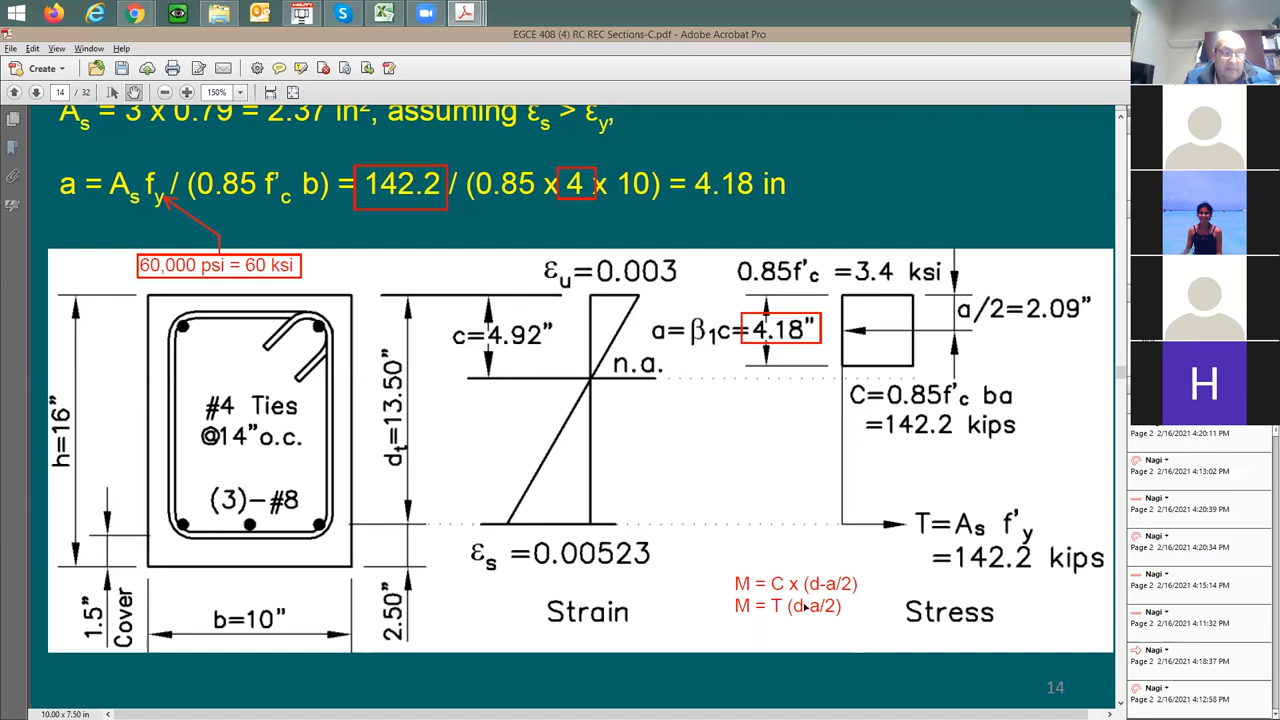 EGCE 408 (4) RC REC Sections-C.pdf - Adobe Acrobat Pro
File Edit View Window Help
Create
14 / 32 150%
As = 3 x 0.79 = 2.37 in², assuming εs > εy,
a = As fy / (0.85 f'c b) = 142.2 / (0.85 x 4 x 10) = 4.18 in
60,000 psi = 60 ksi
εu=0.003
0.85f'c =3.4 ksi
a/2=2.09"
c=4.92"
a=β1c=4.18"
n.a.
h=16"
#4 Ties
@14"o.c.
dt=13.50"
C=0.85f'c ba
=142.2 kips
(3)-#8
T=As f'y
=142.2 kips
εs =0.00523
M = C x (d-a/2)
M = T (d-a/2)
1.5"
Cover
b=10"
2.50"
Strain
Stress
14
10.00 x 7.50 in
H
Page 2 2/16/2021 4:20:11 PM
Nagi
Page 2 2/16/2021 4:13:02 PM
Nagi
Page 2 2/16/2021 4:20:39 PM
Nagi
Page 2 2/16/2021 4:20:34 PM
Nagi
Page 2 2/16/2021 4:15:14 PM
Nagi
Page 2 2/16/2021 4:11:32 PM
Nagi
Page 2 2/16/2021 4:18:37 PM
Nagi
Page 2 2/16/2021 4:12:58 PM